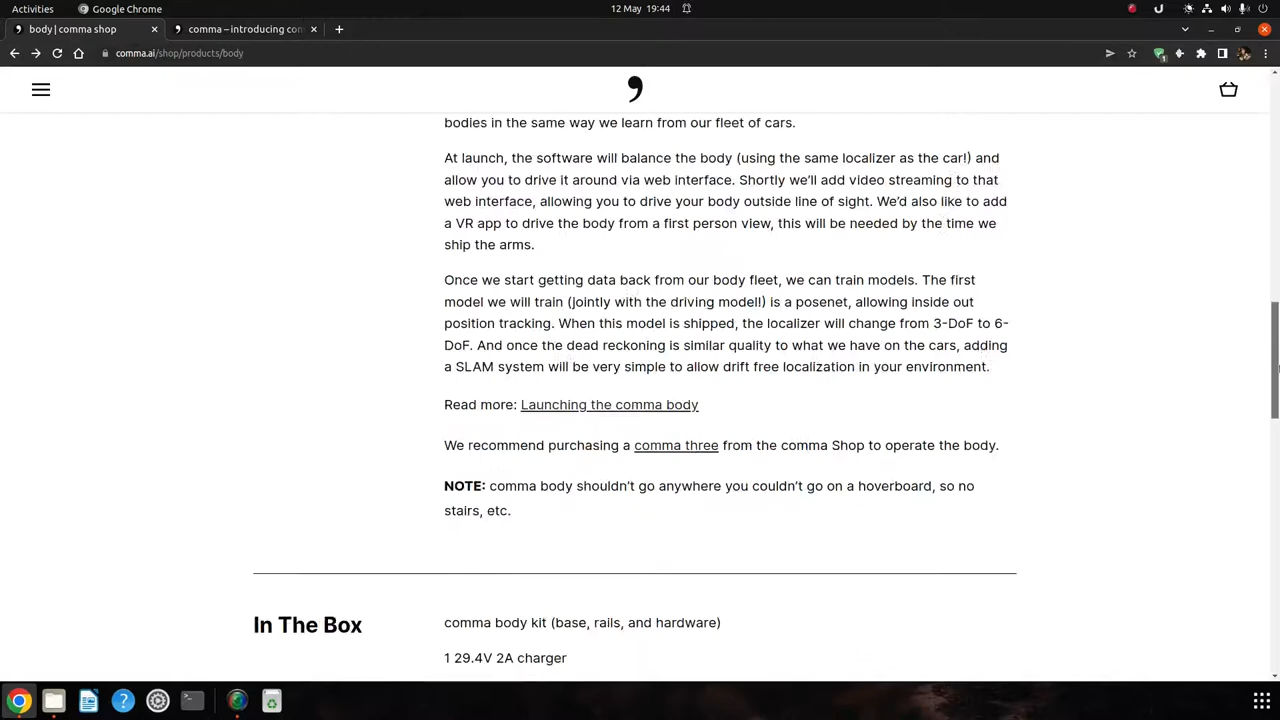 Activities
Google Chrome
12 May 19:44
body | comma shop
comma – introducing com
comma.ai/shop/products/body
bodies in the same way we learn from our fleet of cars.
At launch, the software will balance the body (using the same localizer as the car!) and
allow you to drive it around via web interface. Shortly we'll add video streaming to that
web interface, allowing you to drive your body outside line of sight. We'd also like to add
a VR app to drive the body from a first person view, this will be needed by the time we
ship the arms.
Once we start getting data back from our body fleet, we can train models. The first
model we will train (jointly with the driving model!) is a posenet, allowing inside out
position tracking. When this model is shipped, the localizer will change from 3-DoF to 6-
DoF. And once the dead reckoning is similar quality to what we have on the cars, adding
a SLAM system will be very simple to allow drift free localization in your environment.
Read more: Launching the comma body
We recommend purchasing a comma three from the comma Shop to operate the body.
NOTE: comma body shouldn't go anywhere you couldn't go on a hoverboard, so no
stairs, etc.
In The Box
comma body kit (base, rails, and hardware)
1 29.4V 2A charger